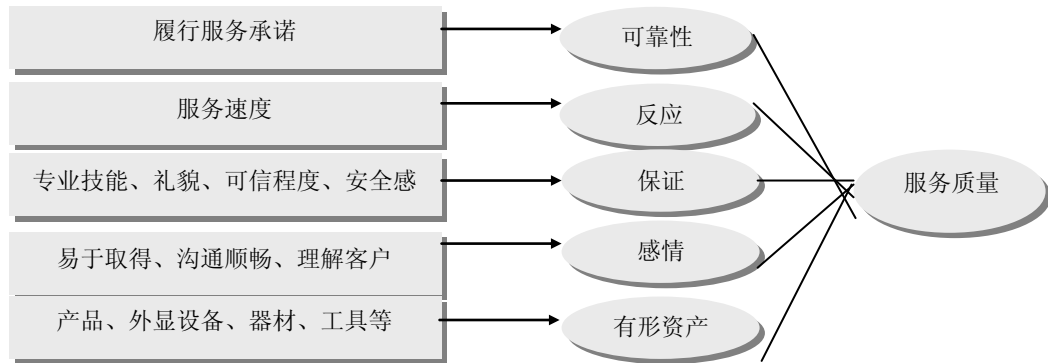 履行服务承诺
可靠性
服务速度
反应
专业技能、礼貌、可信程度、安全感
保证
服务质量
易于取得、沟通顺畅、理解客户
感情
产品、外显设备、器材、工具等
有形资产